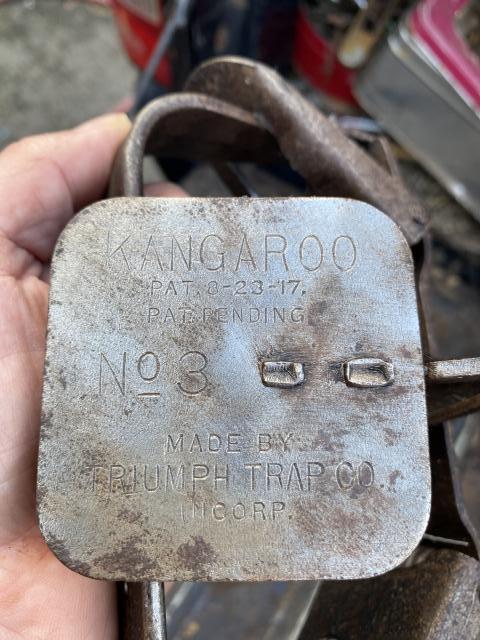 KANGAROO
PAT. 8-23-17.
PAT. PENDING
No 3
MADE BY
TRIUMPH TRAP CO.
INCORP.